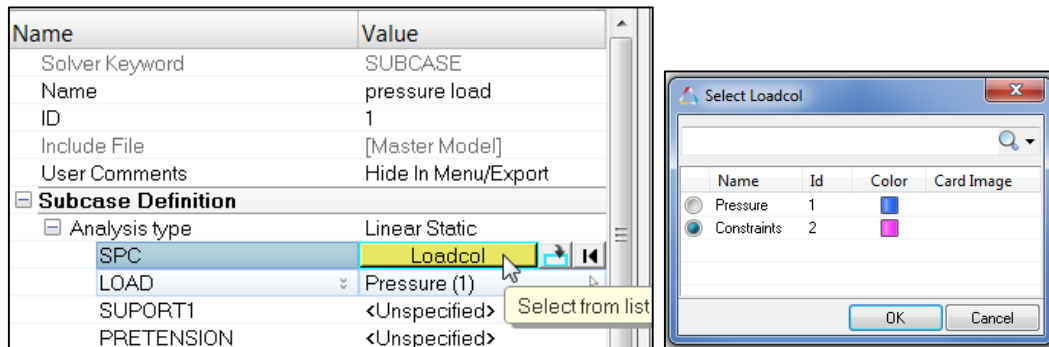 Name Value
Solver Keyword SUBCASE
Name pressure load
ID 1
Include File [Master Model]
User Comments Hide In Menu/Export
Subcase Definition
Analysis type Linear Static
SPC Loadcol
LOAD Pressure (1)
SUPORT1 <Unspecified>
PRETENSION <Unspecified>
Select from list
Select Loadcol
Name Id Color Card Image
Pressure 1
Constraints 2
OK Cancel